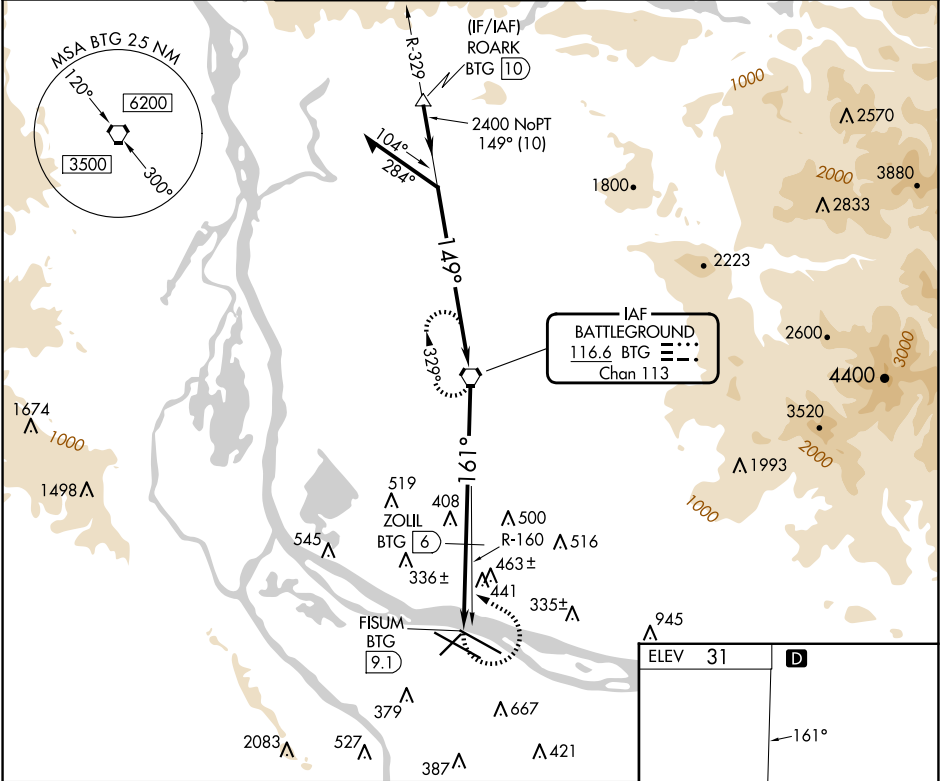 MSA BTG 25 NM
120°
6200
3500
300°
R-329
(IF/IAF)
ROARK
BTG 10
2400 NoPT
149° (10)
104°
284°
149°
329°
IAF
BATTLEGROUND
116.6 BTG
Chan 113
161°
1000
2570
2000
3880
1800
2833
2223
2600
3000
4400
3520
2000
1993
1000
1674
1000
1498
519
408
500
ZOLIL
BTG 6
R-160
516
545
336±
463±
441
335±
945
FISUM
BTG
9.1
379
667
2083
527
387
421
ELEV 31
D
161°